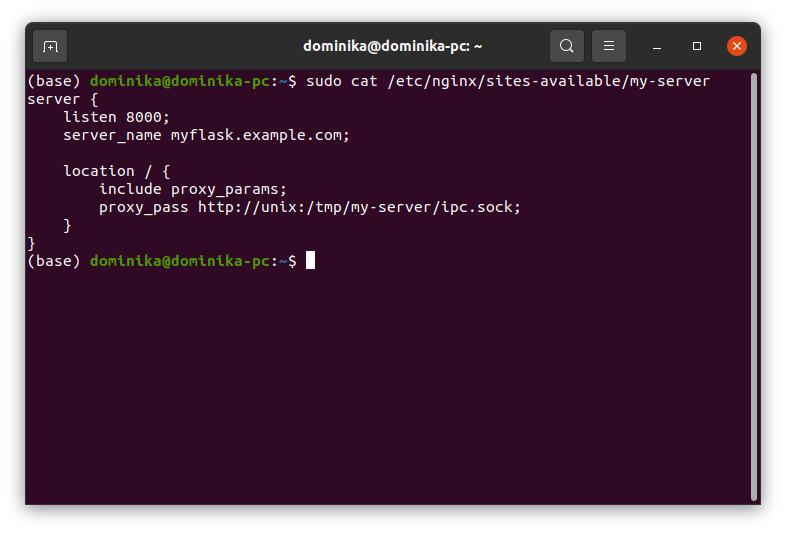 dominika@dominika-pc: ~
(base) dominika@dominika-pc:~$ sudo cat /etc/nginx/sites-available/my-server
server {
    listen 8000;
    server_name myflask.example.com;

    location / {
        include proxy_params;
        proxy_pass http://unix:/tmp/my-server/ipc.sock;
    }
}
(base) dominika@dominika-pc:~$